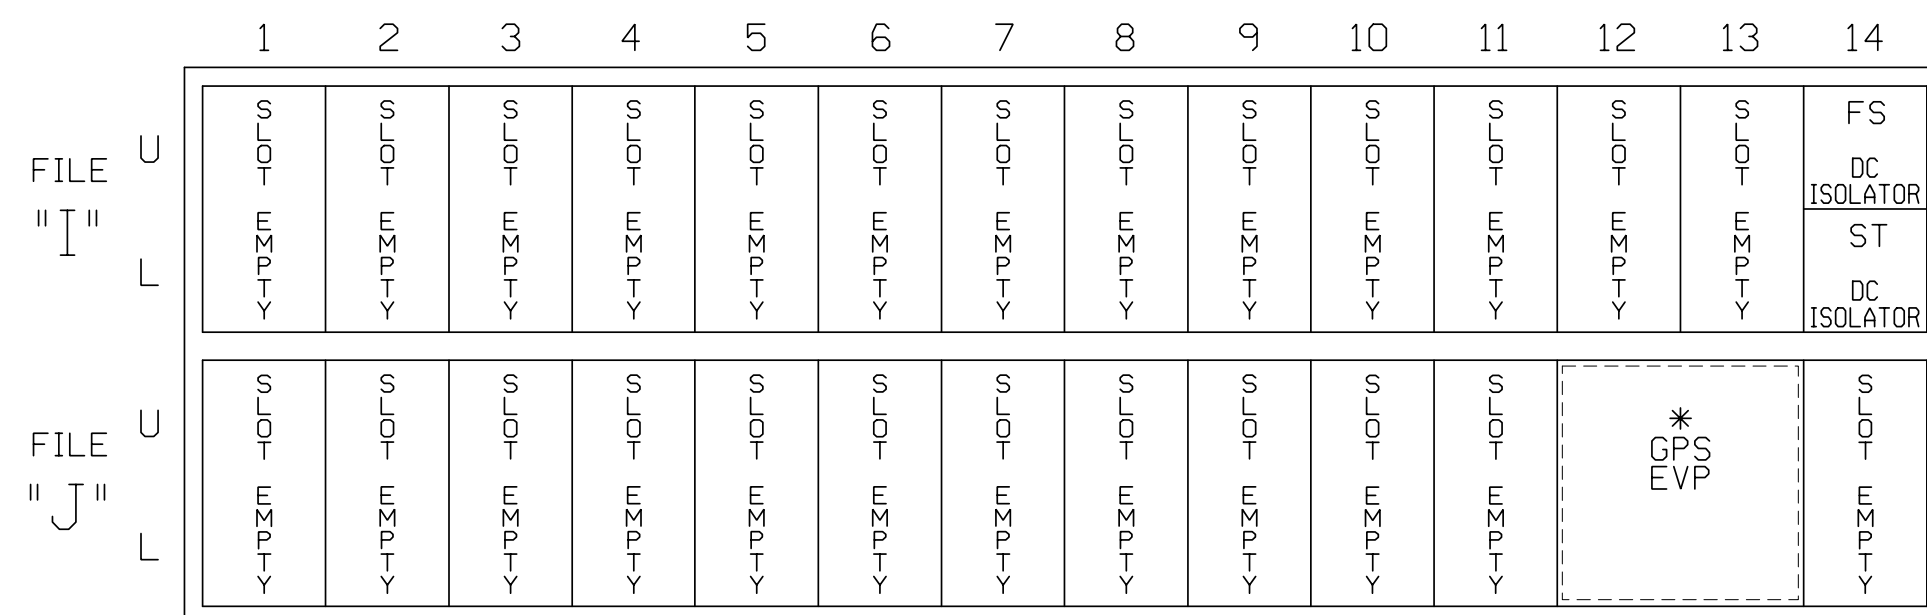 1 2 3 4 5 6 7 8 9 10 11 12 13 14
FILE "I"
U
L
SLOT EMPTY
SLOT EMPTY
SLOT EMPTY
SLOT EMPTY
SLOT EMPTY
SLOT EMPTY
SLOT EMPTY
SLOT EMPTY
SLOT EMPTY
SLOT EMPTY
SLOT EMPTY
SLOT EMPTY
SLOT EMPTY
FS
DC
ISOLATOR
ST
DC
ISOLATOR
FILE "J"
U
L
SLOT EMPTY
SLOT EMPTY
SLOT EMPTY
SLOT EMPTY
SLOT EMPTY
SLOT EMPTY
SLOT EMPTY
SLOT EMPTY
SLOT EMPTY
SLOT EMPTY
SLOT EMPTY
*
GPS
EVP
SLOT EMPTY